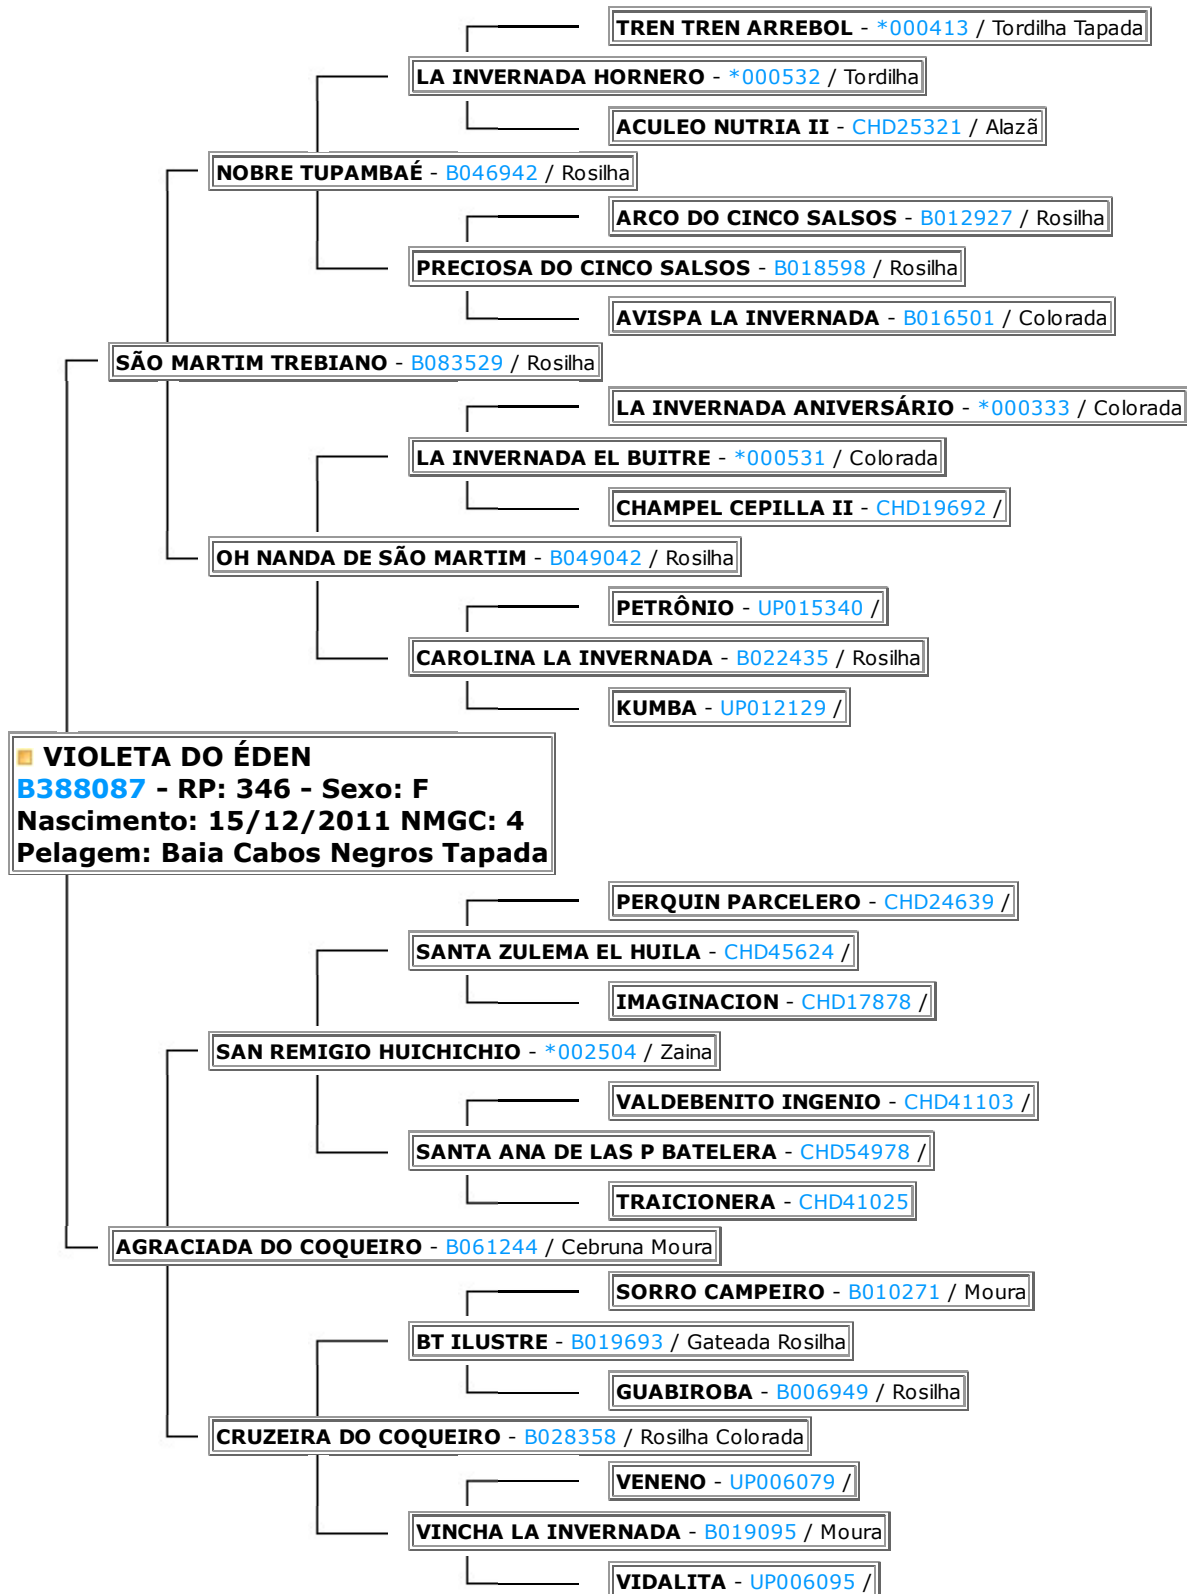 TREN TREN ARREBOL - *000413 / Tordilha Tapada
LA INVERNADA HORNERO - *000532 / Tordilha
ACULEO NUTRIA II - CHD25321 / Alazã
NOBRE TUPAMBAÉ - B046942 / Rosilha
ARCO DO CINCO SALSOS - B012927 / Rosilha
PRECIOSA DO CINCO SALSOS - B018598 / Rosilha
AVISPA LA INVERNADA - B016501 / Colorada
SÃO MARTIM TREBIANO - B083529 / Rosilha
LA INVERNADA ANIVERSÁRIO - *000333 / Colorada
LA INVERNADA EL BUITRE - *000531 / Colorada
CHAMPEL CEPILLA II - CHD19692 /
OH NANDA DE SÃO MARTIM - B049042 / Rosilha
PETRÔNIO - UP015340 /
CAROLINA LA INVERNADA - B022435 / Rosilha
KUMBA - UP012129 /
VIOLETA DO ÉDEN
B388087 - RP: 346 - Sexo: F
Nascimento: 15/12/2011 NMGC: 4
Pelagem: Baia Cabos Negros Tapada
PERQUIN PARCELERO - CHD24639 /
SANTA ZULEMA EL HUILA - CHD45624 /
IMAGINACION - CHD17878 /
SAN REMIGIO HUICHICHIO - *002504 / Zaina
VALDEBENITO INGENIO - CHD41103 /
SANTA ANA DE LAS P BATELERA - CHD54978 /
TRAICIONERA - CHD41025
AGRACIADA DO COQUEIRO - B061244 / Cebruna Moura
SORRO CAMPEIRO - B010271 / Moura
BT ILUSTRE - B019693 / Gateada Rosilha
GUABIROBA - B006949 / Rosilha
CRUZEIRA DO COQUEIRO - B028358 / Rosilha Colorada
VENENO - UP006079 /
VINCHA LA INVERNADA - B019095 / Moura
VIDALITA - UP006095 /